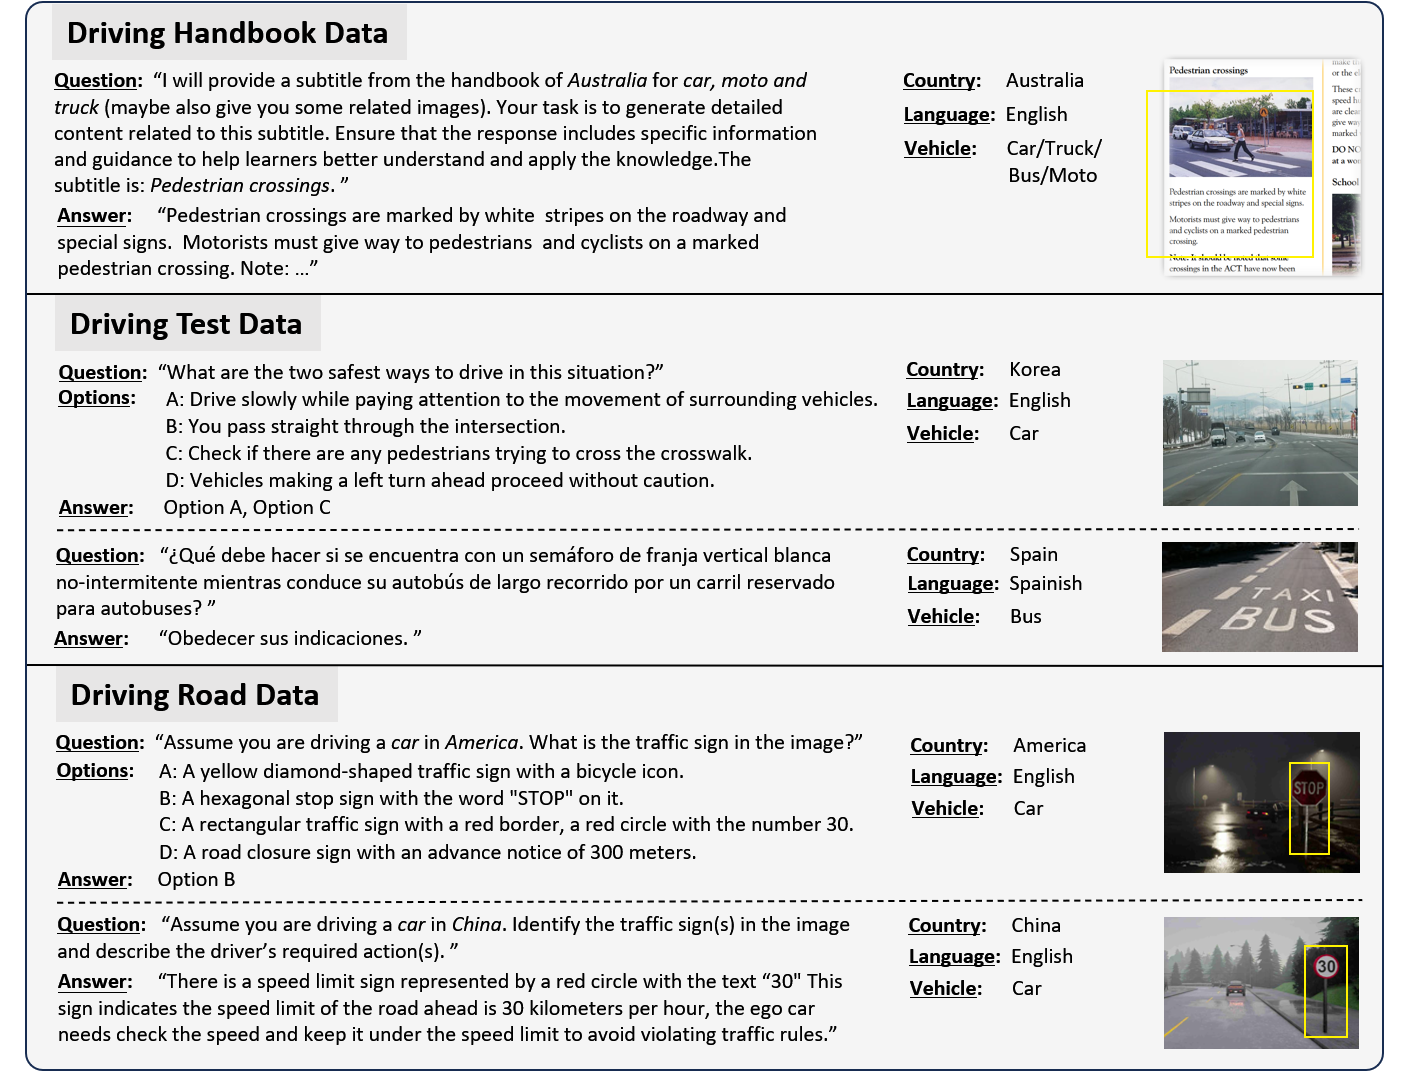 Driving Handbook Data
Question: “I will provide a subtitle from the handbook of Australia for car, moto and
truck (maybe also give you some related images). Your task is to generate detailed
content related to this subtitle. Ensure that the response includes specific information
and guidance to help learners better understand and apply the knowledge.The
subtitle is: Pedestrian crossings. ”
Answer: “Pedestrian crossings are marked by white stripes on the roadway and
special signs. Motorists must give way to pedestrians and cyclists on a marked
pedestrian crossing. Note: ...”
Country: Australia
Language: English
Vehicle: Car/Truck/
Bus/Moto
Pedestrian crossings
Pedestrian crossings are marked by white
stripes on the roadway and special signs.
Motorists must give way to pedestrians
and cyclists on a marked pedestrian
crossing.
Note: It should be noted that some
crossings in the ACT have now been
or the
These
speed
are clea
give way
marked
DO NO
at a
School
Driving Test Data
Question: “What are the two safest ways to drive in this situation?”
Options: A: Drive slowly while paying attention to the movement of surrounding vehicles.
B: You pass straight through the intersection.
C: Check if there are any pedestrians trying to cross the crosswalk.
D: Vehicles making a left turn ahead proceed without caution.
Answer: Option A, Option C
Country: Korea
Language: English
Vehicle: Car
Question: “¿Qué debe hacer si se encuentra con un semáforo de franja vertical blanca
no-intermitente mientras conduce su autobús de largo recorrido por un carril reservado
para autobuses? ”
Answer: “Obedecer sus indicaciones. ”
Country: Spain
Language: Spainish
Vehicle: Bus
TAXI
BUS
Driving Road Data
Question: “Assume you are driving a car in America. What is the traffic sign in the image?”
Options: A: A yellow diamond-shaped traffic sign with a bicycle icon.
B: A hexagonal stop sign with the word "STOP" on it.
C: A rectangular traffic sign with a red border, a red circle with the number 30.
D: A road closure sign with an advance notice of 300 meters.
Answer: Option B
Country: America
Language: English
Vehicle: Car
STOP
Question: “Assume you are driving a car in China. Identify the traffic sign(s) in the image
and describe the driver’s required action(s). ”
Answer: “There is a speed limit sign represented by a red circle with the text “30" This
sign indicates the speed limit of the road ahead is 30 kilometers per hour, the ego car
needs check the speed and keep it under the speed limit to avoid violating traffic rules.”
Country: China
Language: English
Vehicle: Car
30